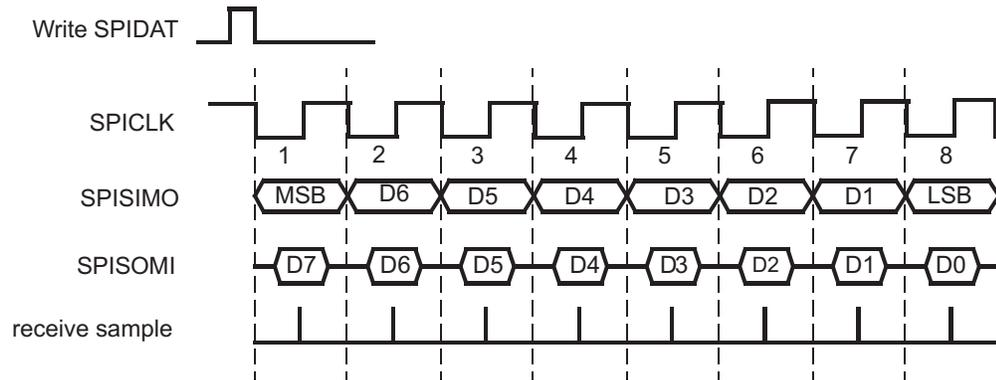 Write SPIDAT
SPICLK
1 2 3 4 5 6 7 8
SPISIMO MSB D6 D5 D4 D3 D2 D1 LSB
SPISOMI D7 D6 D5 D4 D3 D2 D1 D0
receive sample